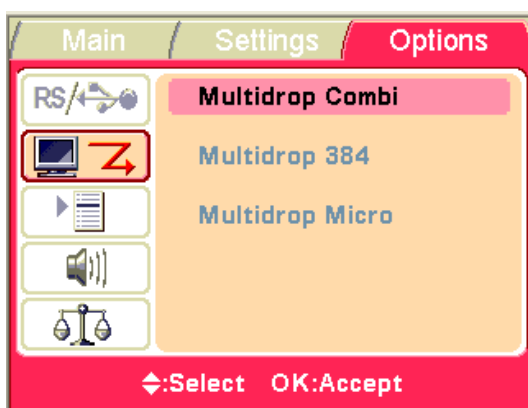 Main Settings Options
RS/
Multidrop Combi
Multidrop 384
Multidrop Micro
:Select OK:Accept